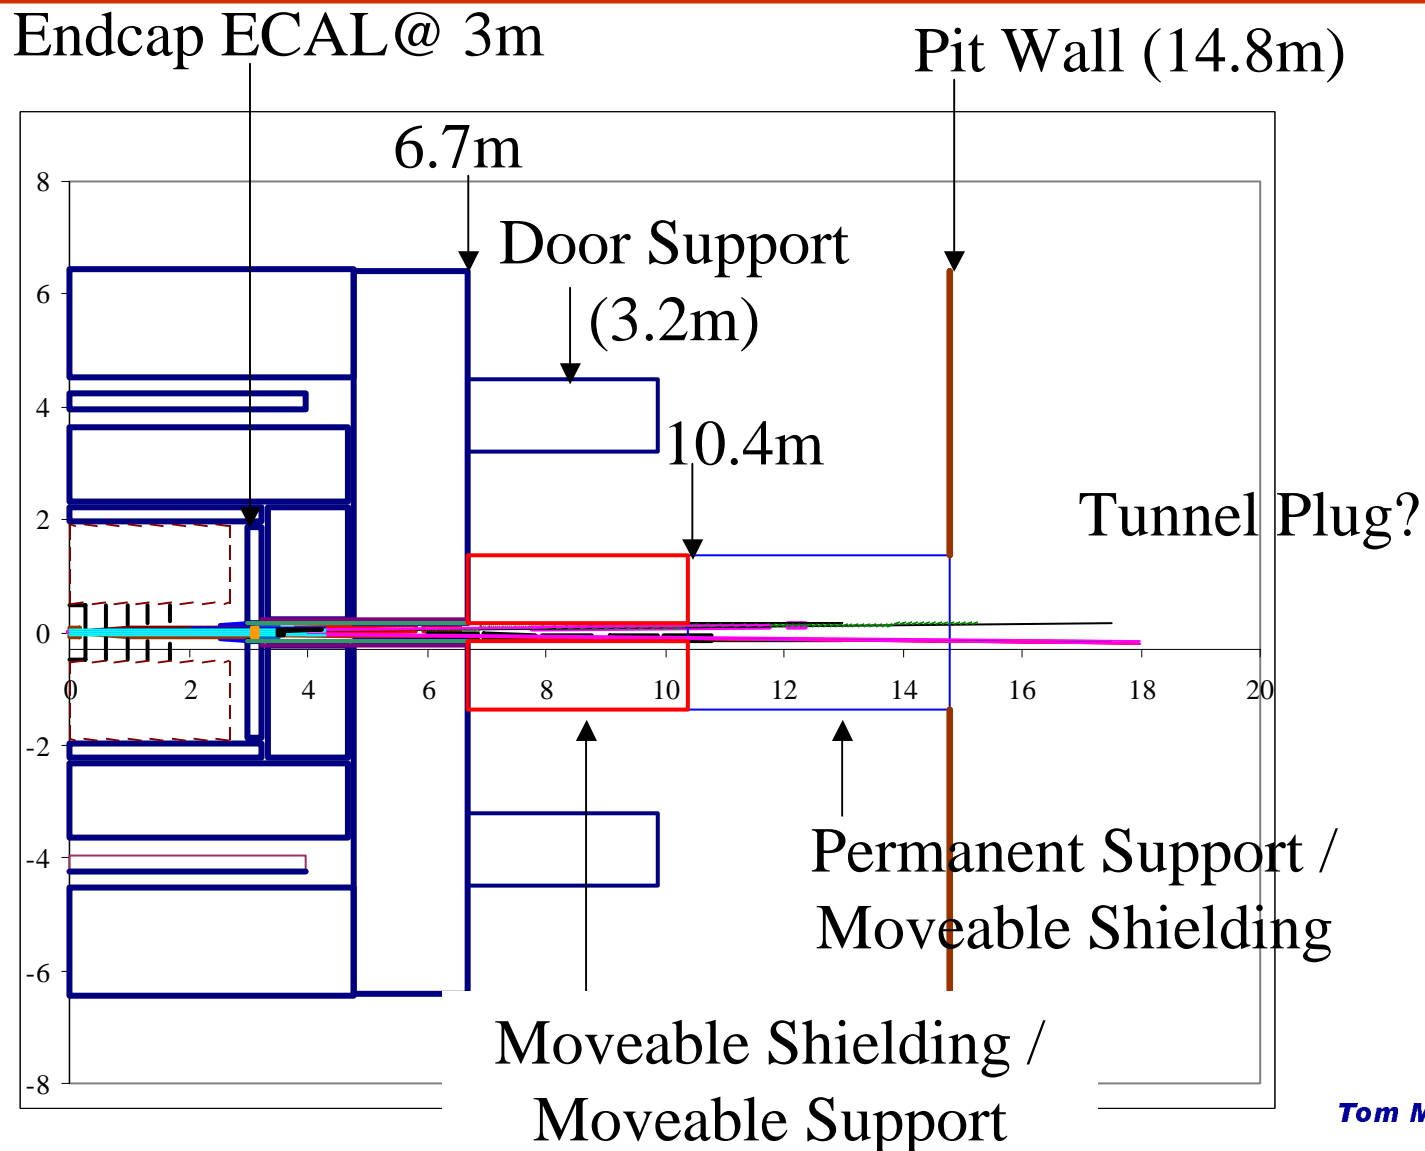 Endcap ECAL@ 3m
Pit Wall (14.8m)
6.7m
Door Support
(3.2m)
10.4m
Tunnel Plug?
8
6
4
2
0
-2
-4
-6
-8
0 2 4 6 8 10 12 14 16 18 20
Permanent Support /
Moveable Shielding
Moveable Shielding /
Moveable Support
Tom M